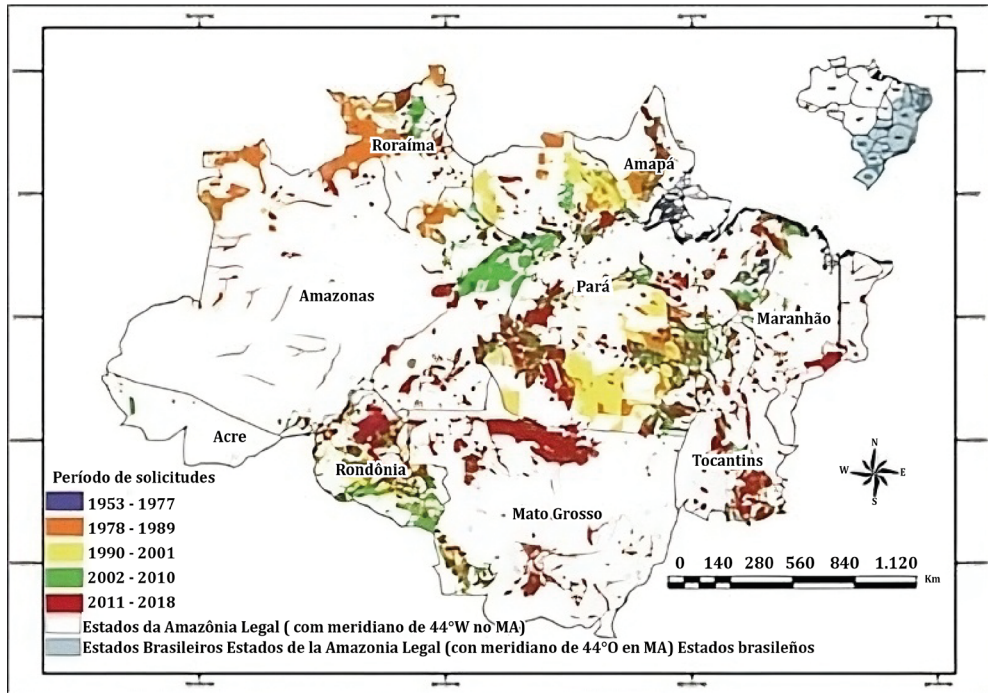 Roraíma
Amapá
Amazonas
Pará
Maranhão
Acre
Rondônia
Tocantins
Mato Grosso
N
W E
S
Período de solicitudes
1953 - 1977
1978 - 1989
1990 - 2001
2002 - 2010
2011 - 2018
0 140 280 560 840 1.120
Km
Estados da Amazônia Legal ( com meridiano de 44°W no MA)
Estados Brasileiros Estados de la Amazonia Legal (con meridiano de 44°O en MA) Estados brasileños